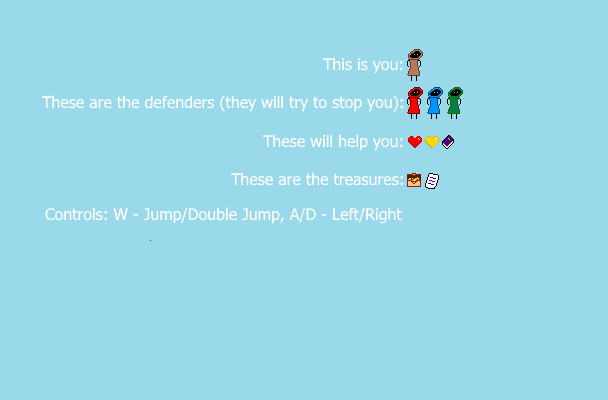 This is you:
These are the defenders (they will try to stop you):
These will help you:
These are the treasures:
Controls: W - Jump/Double Jump, A/D - Left/Right